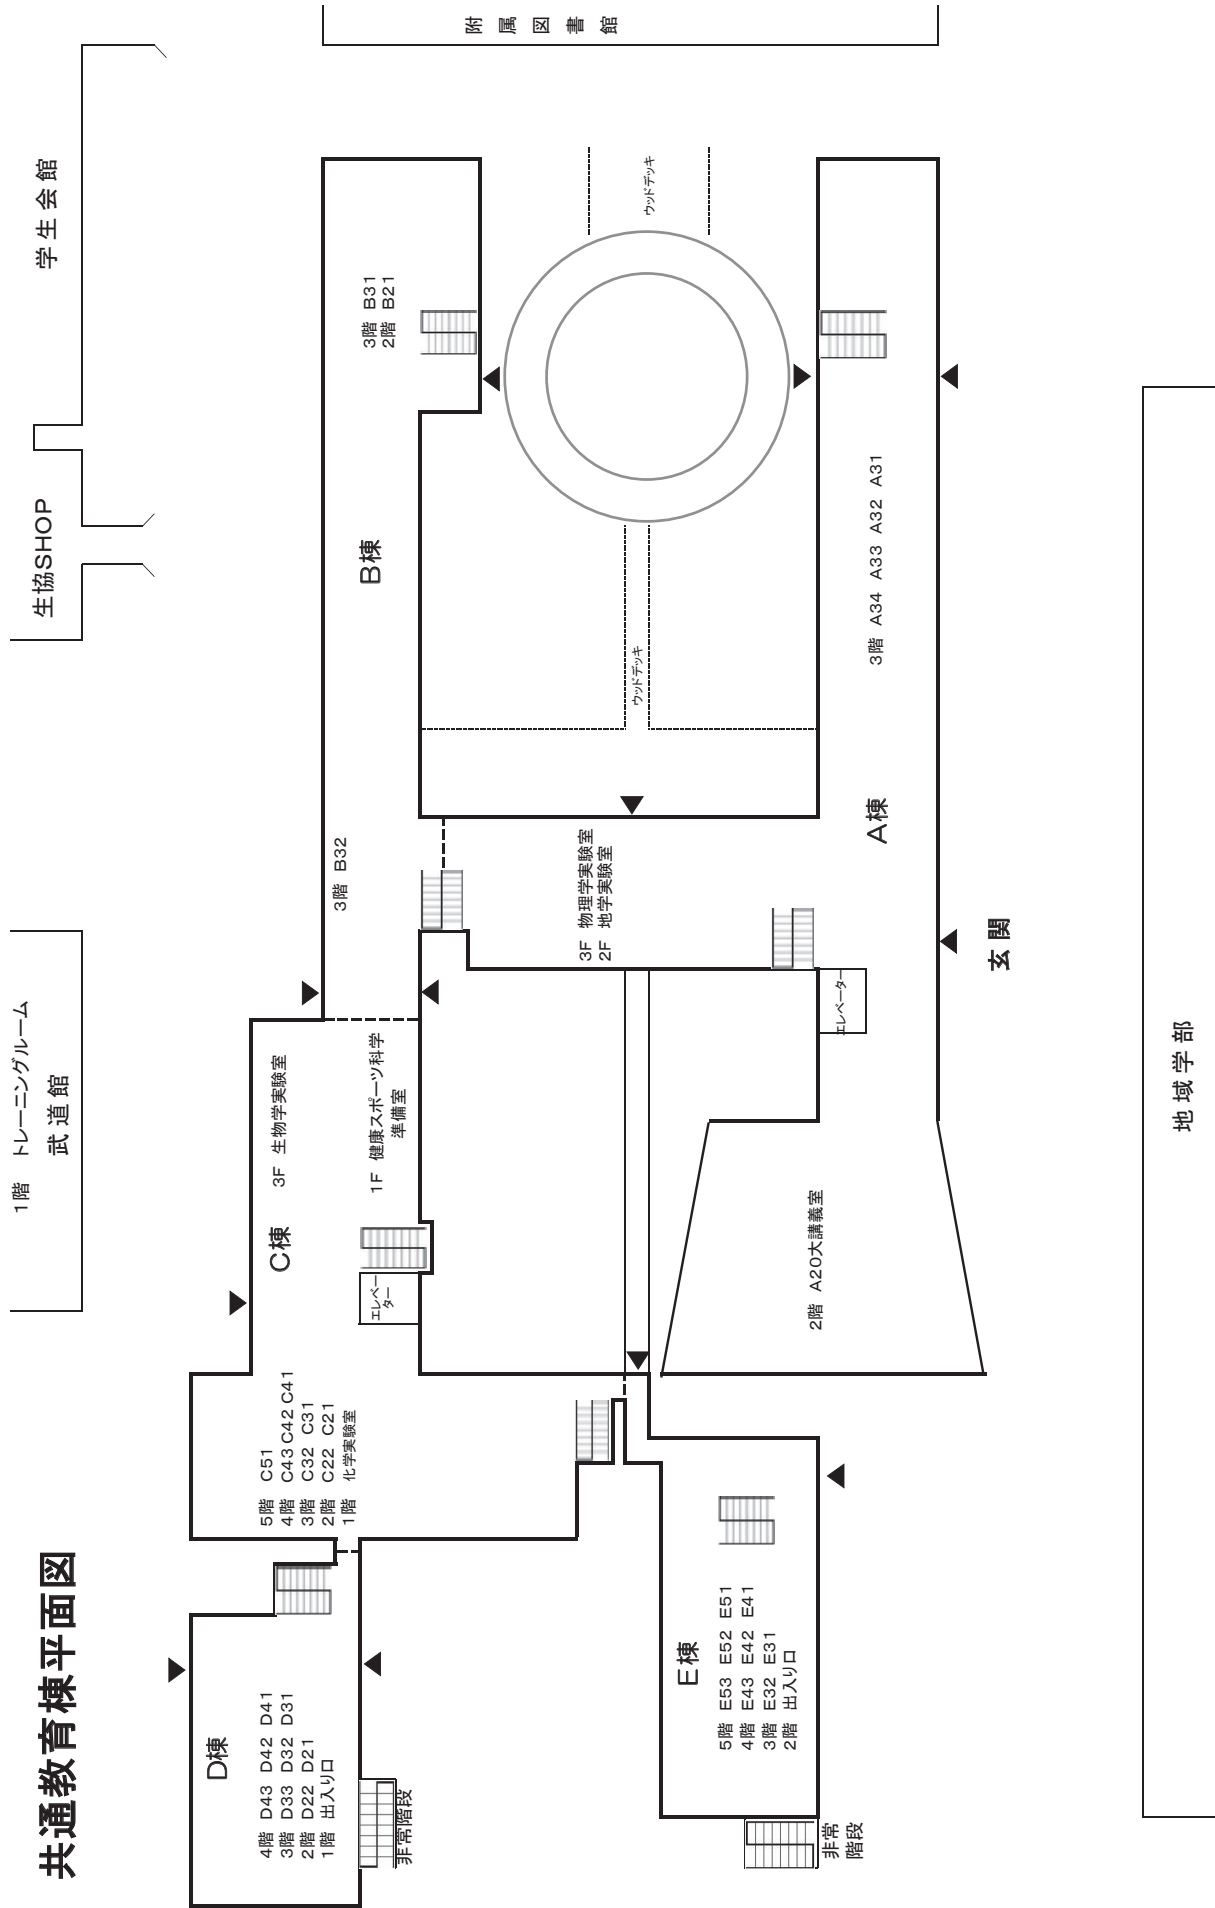 共通教育棟平面図
1階 トレーニングルーム
武道館
生協SHOP
学生会館
附属図書館
D棟
4階 D43 D42 D41
3階 D33 D32 D31
2階 D22 D21
1階 出入り口
非常階段
C棟
5階 C51
4階 C43 C42 C41
3階 C32 C31
2階 C22 C21
1階 化学実験室
3F 生物学実験室
1F 健康スポーツ科学
準備室
エレベー
ター
B棟
3階 B32
3階 B31
2階 B21
ウッドデッキ
ウッドデッキ
3F 物理学実験室
2F 地学実験室
E棟
5階 E53 E52 E51
4階 E43 E42 E41
3階 E32 E31
2階 出入り口
非常
階段
2階 A20大講義室
エレベーター
A棟
3階 A34 A33 A32 A31
玄関
地域学部